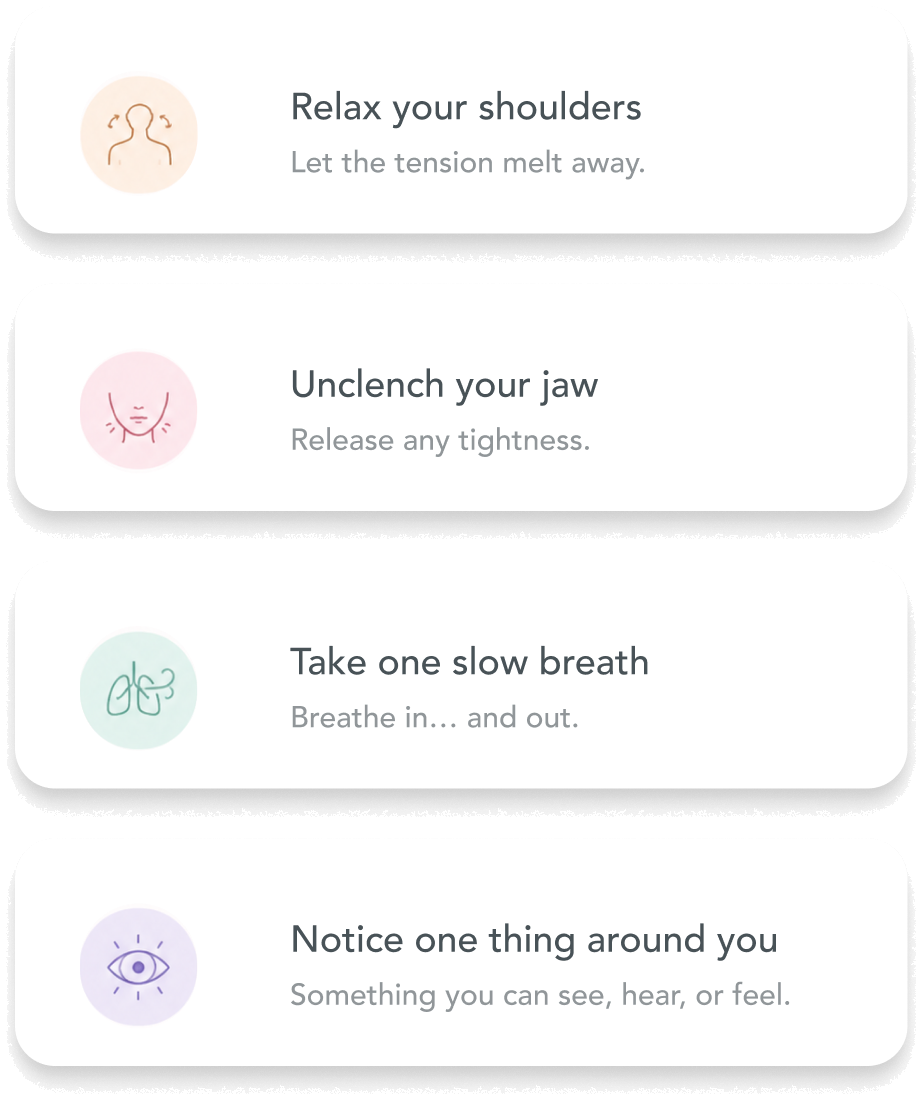 Relax your shoulders
Let the tension melt away.
Unclench your jaw
Release any tightness.
Take one slow breath
Breathe in... and out.
Notice one thing around you
Something you can see, hear, or feel.